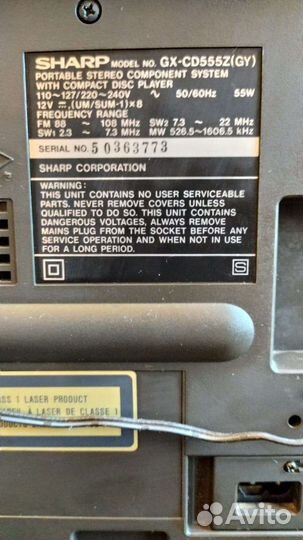 SHARP MODEL NO. GX-CD555Z(GY)
PORTABLE STEREO COMPONENT SYSTEM
WITH COMPACT DISC PLAYER
110~127/220~240V ~ 50/60Hz 55W
12V ⎓, (UM/SUM-1)×8
FREQUENCY RANGE
FM 88 ~ 108 MHz SW2 7.3 ~ 22 MHz
SW1 2.3 ~ 7.3 MHz MW 526.5~1606.5 kHz
SERIAL NO. 50363773
SHARP CORPORATION
WARNING:
THIS UNIT CONTAINS NO USER SERVICEABLE
PARTS. NEVER REMOVE COVERS UNLESS
QUALIFIED TO DO SO. THIS UNIT CONTAINS
DANGEROUS VOLTAGES, ALWAYS REMOVE
MAINS PLUG FROM THE SOCKET BEFORE ANY
SERVICE OPERATION AND WHEN NOT IN USE
FOR A LONG PERIOD.
S
ASS 1 LASER PRODUCT
À LASER DE CLASSE 1
Avito